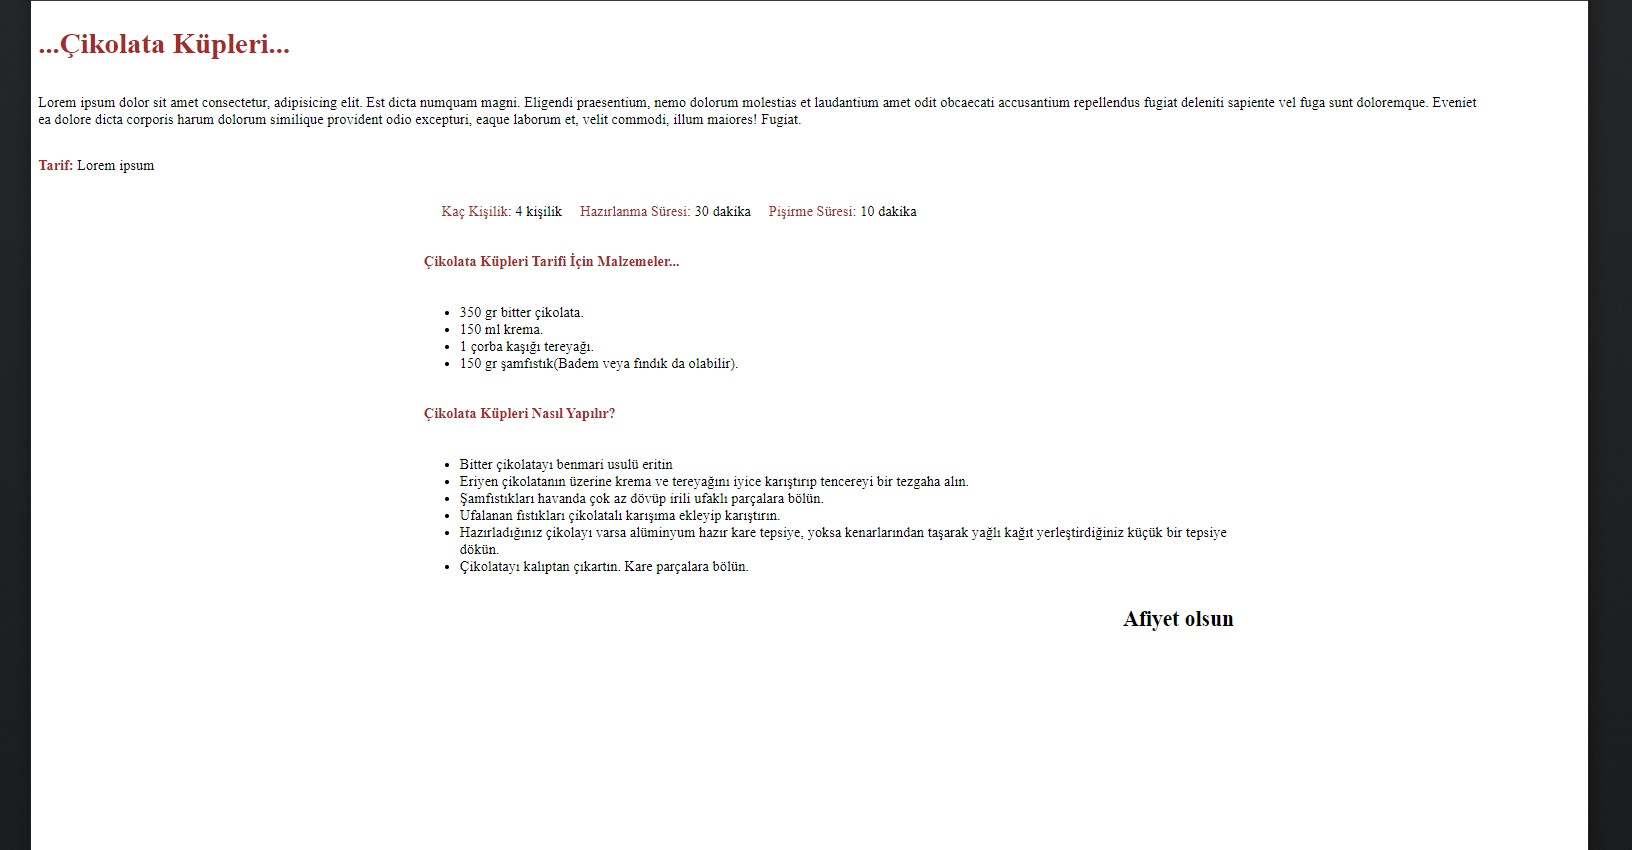 ...Çikolata Küpleri...
Lorem ipsum dolor sit amet consectetur, adipisicing elit. Est dicta numquam magni. Eligendi praesentium, nemo dolorum molestias et laudantium amet odit obcaecati accusantium repellendus fugiat deleniti sapiente vel fuga sunt doloremque. Eveniet
ea dolore dicta corporis harum dolorum similique provident odio excepturi, eaque laborum et, velit commodi, illum maiores! Fugiat.
Tarif: Lorem ipsum
Kaç Kişilik: 4 kişilik Hazırlanma Süresi: 30 dakika Pişirme Süresi: 10 dakika
Çikolata Küpleri Tarifi İçin Malzemeler...
• 350 gr bitter çikolata.
• 150 ml krema.
• 1 çorba kaşığı tereyağı.
• 150 gr şamfıstık(Badem veya fındık da olabilir).
Çikolata Küpleri Nasıl Yapılır?
• Bitter çikolatayı benmari usulü eritin
• Eriyen çikolatanın üzerine krema ve tereyağını iyice karıştırıp tencereyi bir tezgaha alın.
• Şamfıstıkları havanda çok az dövüp irili ufaklı parçalara bölün.
• Ufalanan fıstıkları çikolatalı karışıma ekleyip karıştırın.
• Hazırladığınız çikolayı varsa alüminyum hazır kare tepsiye, yoksa kenarlarından taşarak yağlı kağıt yerleştirdiğiniz küçük bir tepsiye
dökün.
• Çikolatayı kalıptan çıkartın. Kare parçalara bölün.
Afiyet olsun